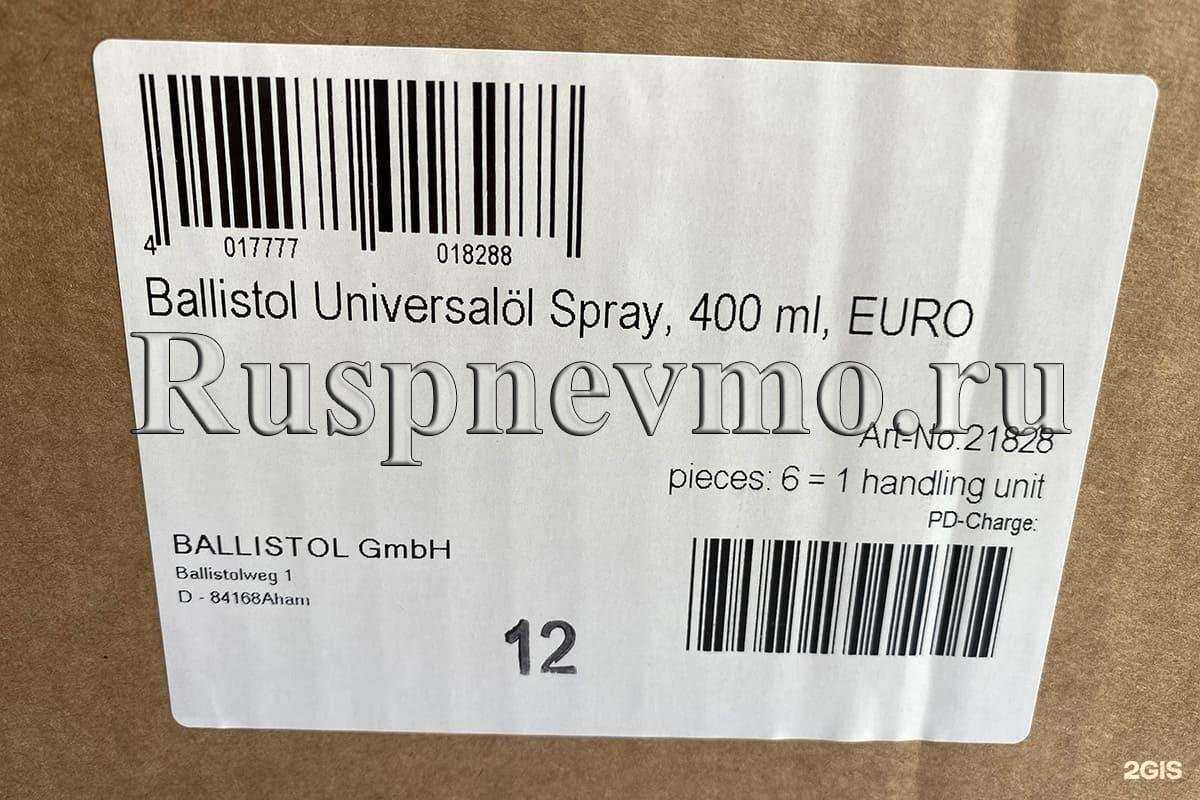 4 017777 018288
Ballistol Universalöl Spray, 400 ml, EURO
Ruspnevmo.ru
Art-No.21828
pieces: 6 = 1 handling unit
PD-Charge:
BALLISTOL GmbH
Ballistolweg 1
D - 84168Aham
12
2GIS